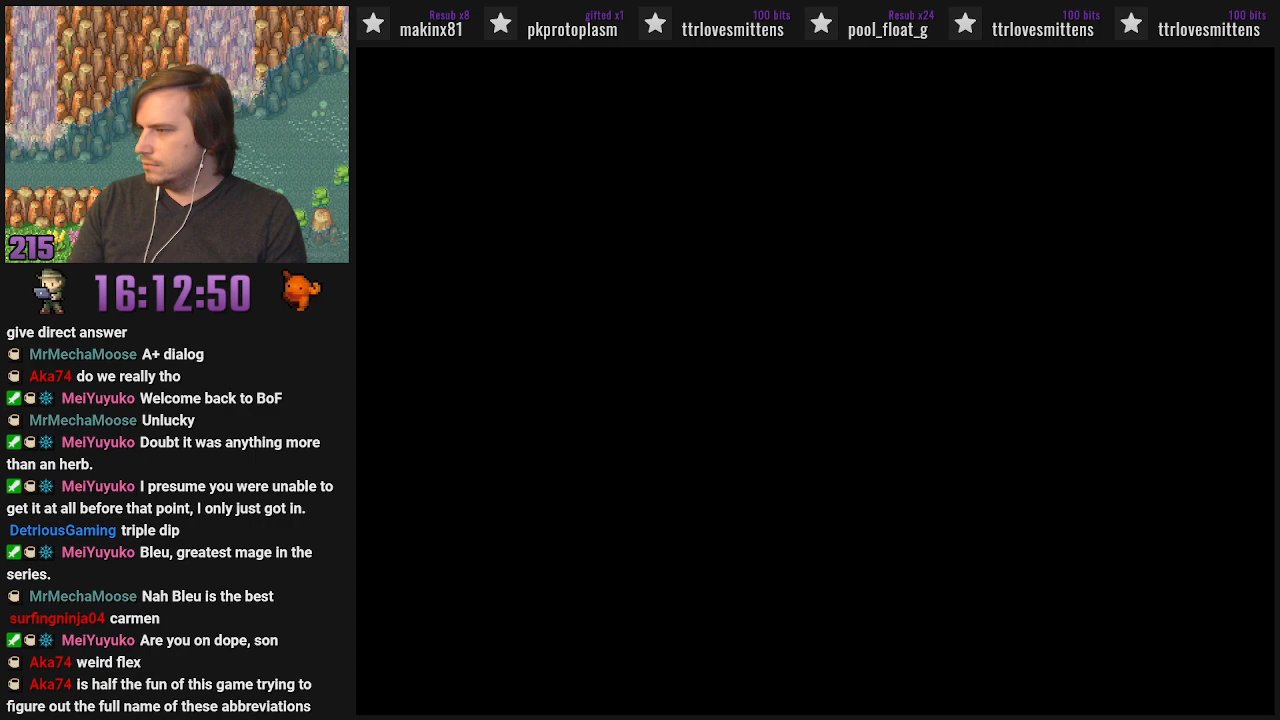 Resub x8
makinx81
gifted x1
pkprotoplasm
100 bits
ttrlovesmittens
Resub x24
pool_float_g
100 bits
ttrlovesmittens
100 bits
ttrlovesmittens
215
16:12:50
give direct answer
MrMechaMoose A+ dialog
Aka74 do we really tho
MeiYuyuko Welcome back to BoF
MrMechaMoose Unlucky
MeiYuyuko Doubt it was anything more
than an herb.
MeiYuyuko I presume you were unable to
get it at all before that point, I only just got in.
DetriousGaming triple dip
MeiYuyuko Bleu, greatest mage in the
series.
MrMechaMoose Nah Bleu is the best
surfingninja04 carmen
MeiYuyuko Are you on dope, son
Aka74 weird flex
Aka74 is half the fun of this game trying to
figure out the full name of these abbreviations